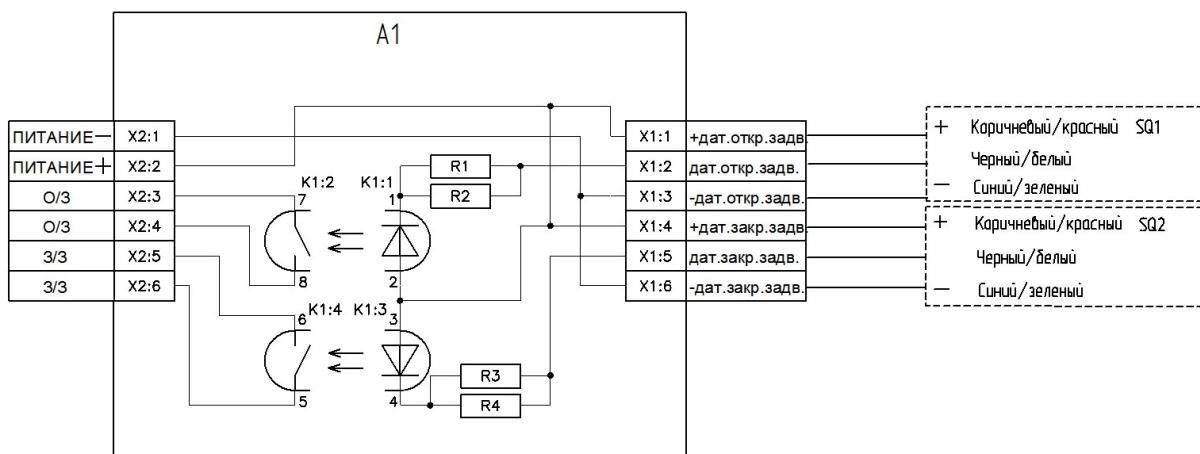 A1
ПИТАНИЕ− X2:1
ПИТАНИЕ+ X2:2
О/З X2:3
О/З X2:4
З/З X2:5
З/З X2:6
K1:2 K1:1
7 1
8 2
K1:4 K1:3
6 3
5 4
R1
R2
R3
R4
X1:1 +дат.откр.задв.
X1:2 дат.откр.задв.
X1:3 -дат.откр.задв.
X1:4 +дат.закр.задв.
X1:5 дат.закр.задв.
X1:6 -дат.закр.задв.
+ Коричневый/красный SQ1
Черный/белый
− Синий/зеленый
+ Коричневый/красный SQ2
Черный/белый
− Синий/зеленый